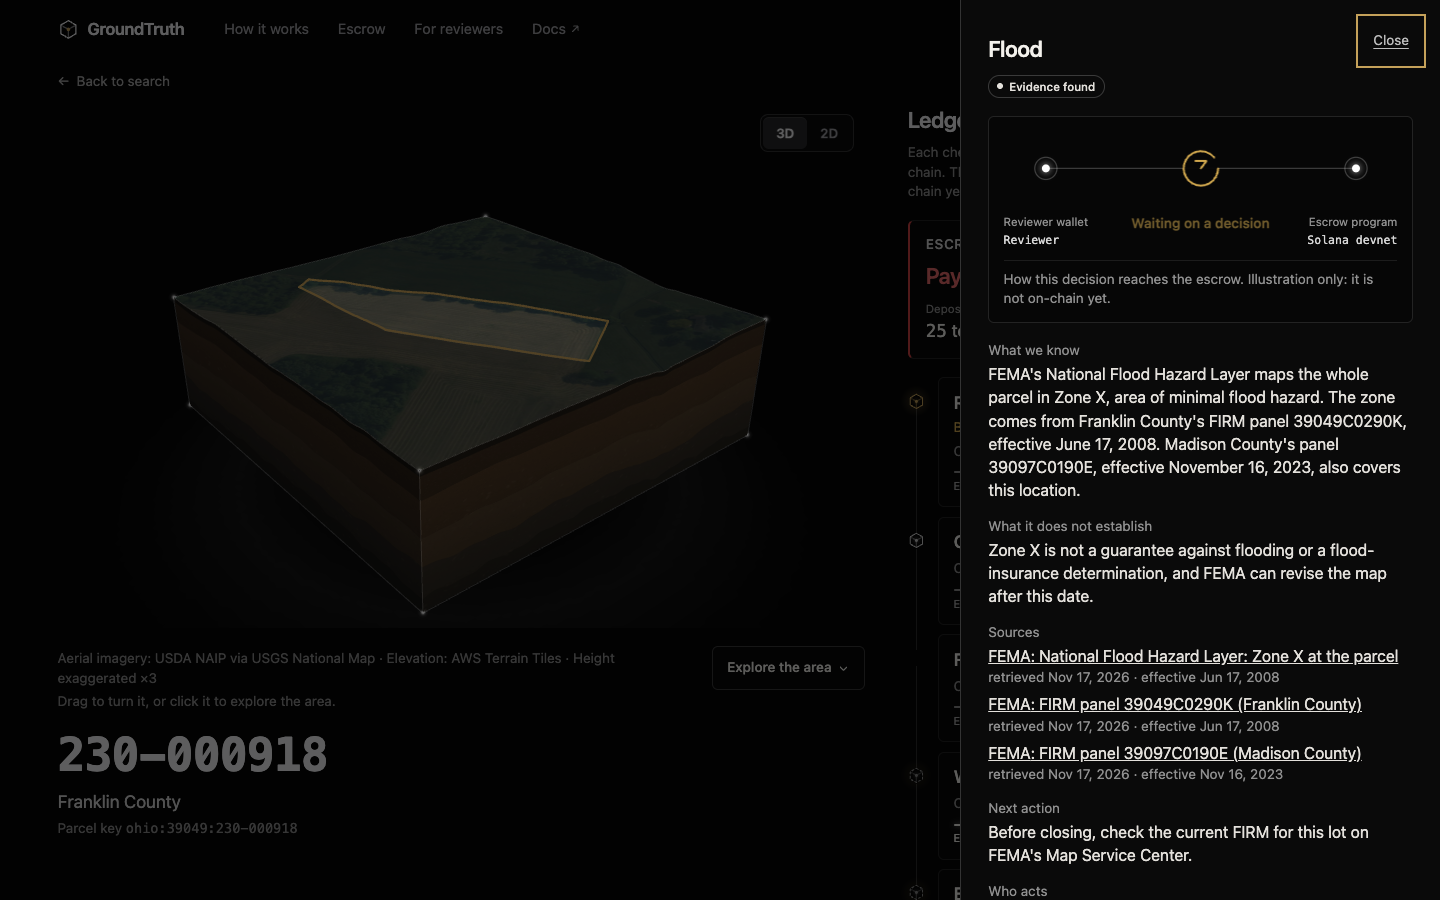 GroundTruth
How it works
Escrow
For reviewers
Docs ↗
← Back to search
3D
2D
Aerial imagery: USDA NAIP via USGS National Map · Elevation: AWS Terrain Tiles · Height
exaggerated ×3
Drag to turn it, or click it to explore the area.
Explore the area
230-000918
Franklin County
Parcel key ohio:39049:230-000918
Each
chain.
25
Flood
Close
Evidence found
Reviewer wallet
Reviewer
Waiting on a decision
Escrow program
Solana devnet
How this decision reaches the escrow. Illustration only: it is
not on-chain yet.
What we know
FEMA's National Flood Hazard Layer maps the whole
parcel in Zone X, area of minimal flood hazard. The zone
comes from Franklin County's FIRM panel 39049C0290K,
effective June 17, 2008. Madison County's panel
39097C0190E, effective November 16, 2023, also covers
this location.
What it does not establish
Zone X is not a guarantee against flooding or a flood-
insurance determination, and FEMA can revise the map
after this date.
Sources
FEMA: National Flood Hazard Layer: Zone X at the parcel
retrieved Nov 17, 2026 · effective Jun 17, 2008
FEMA: FIRM panel 39049C0290K (Franklin County)
retrieved Nov 17, 2026 · effective Jun 17, 2008
FEMA: FIRM panel 39097C0190E (Madison County)
retrieved Nov 17, 2026 · effective Nov 16, 2023
Next action
Before closing, check the current FIRM for this lot on
FEMA's Map Service Center.
Who acts